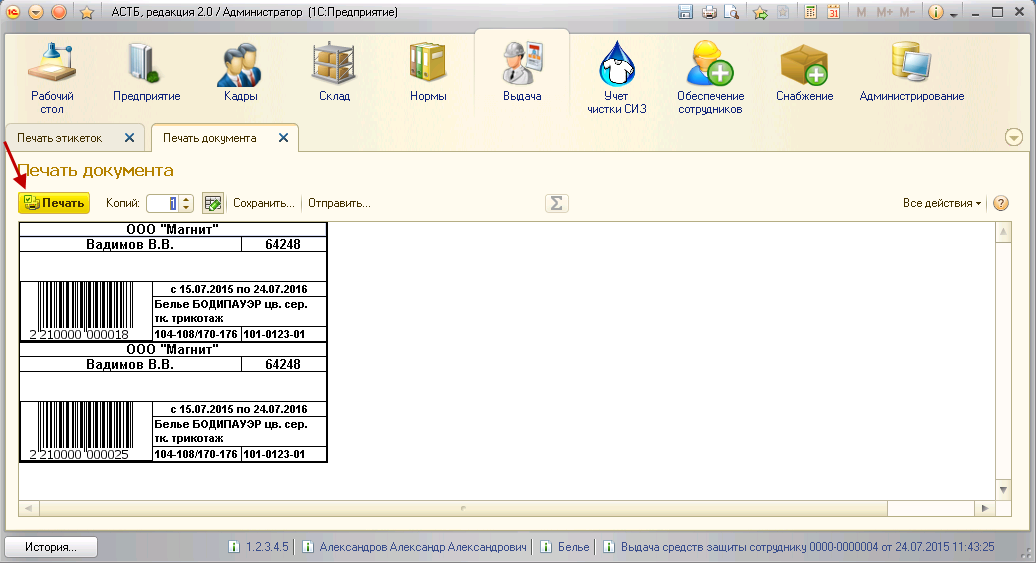 АСТБ, редакция 2.0 / Администратор (1С:Предприятие)
M M+ M-
Рабочий стол
Предприятие
Кадры
Склад
Нормы
Выдача
Учет чистки СИЗ
Обеспечение сотрудников
Снабжение
Администрирование
Печать этикеток
Печать документа
Печать документа
Печать Копий: 1 Сохранить... Отправить... Σ Все действия ?
ООО "Магнит"
Вадимов В.В. 64248
с 15.07.2015 по 24.07.2016
Белье БОДИПАУЭР цв. сер.
тк. трикотаж
2 210000 000018 104-108/170-176 101-0123-01
ООО "Магнит"
Вадимов В.В. 64248
с 15.07.2015 по 24.07.2016
Белье БОДИПАУЭР цв. сер.
тк. трикотаж
2 210000 000025 104-108/170-176 101-0123-01
История... 1.2.3.4.5 Александров Александр Александрович Белье Выдача средств защиты сотруднику 0000-0000004 от 24.07.2015 11:43:25